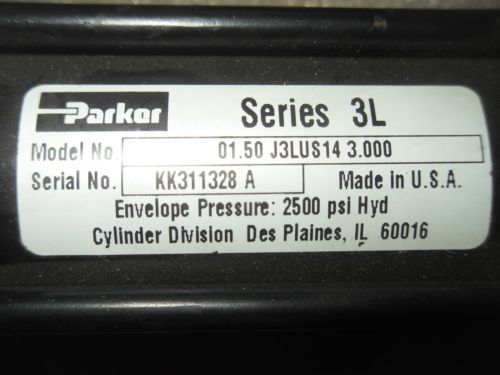 Parker Series 3L
Model No. 01.50 J3LUS14 3.000
Serial No. KK311328 A Made in U.S.A.
Envelope Pressure: 2500 psi Hyd
Cylinder Division Des Plaines, IL 60016